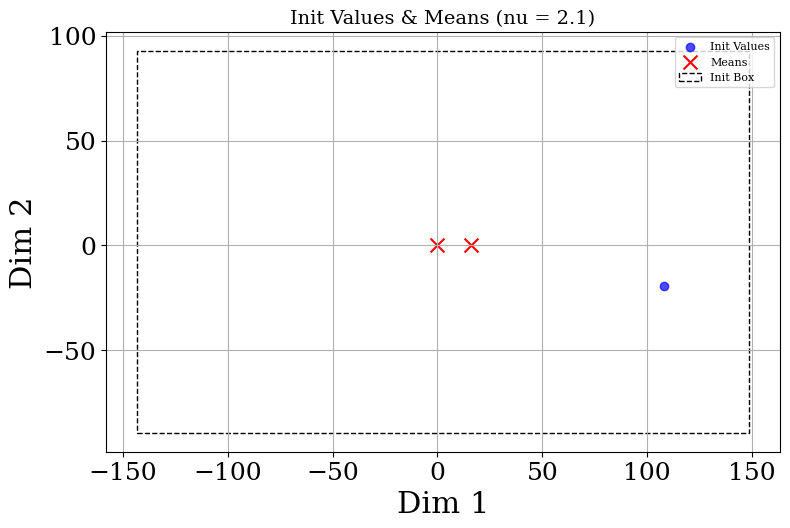 Init Values & Means (nu = 2.1)
Init Values
Means
Init Box
100
50
0
−50
Dim 2
−150 −100 −50 0 50 100 150
Dim 1